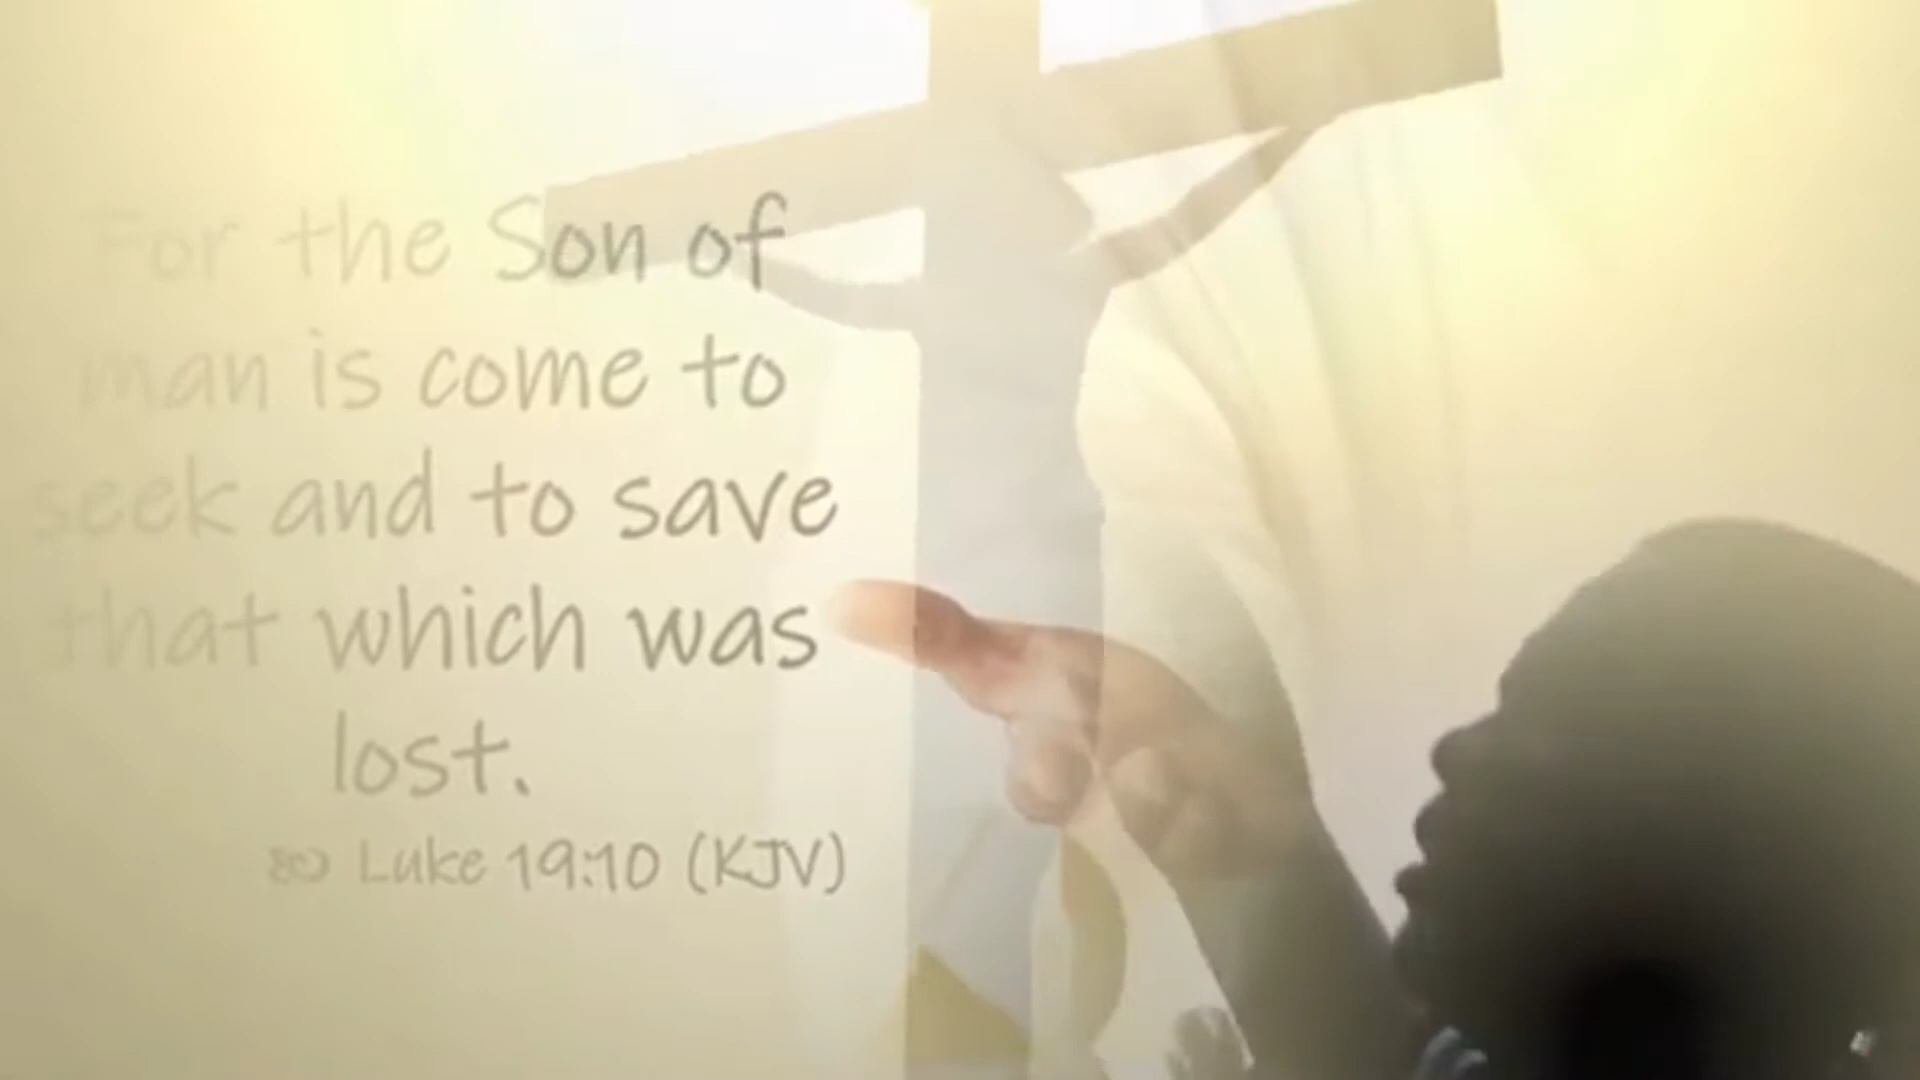 For the Son of
man is come to
seek and to save
that which was
lost.
Luke 19:10 (KJV)